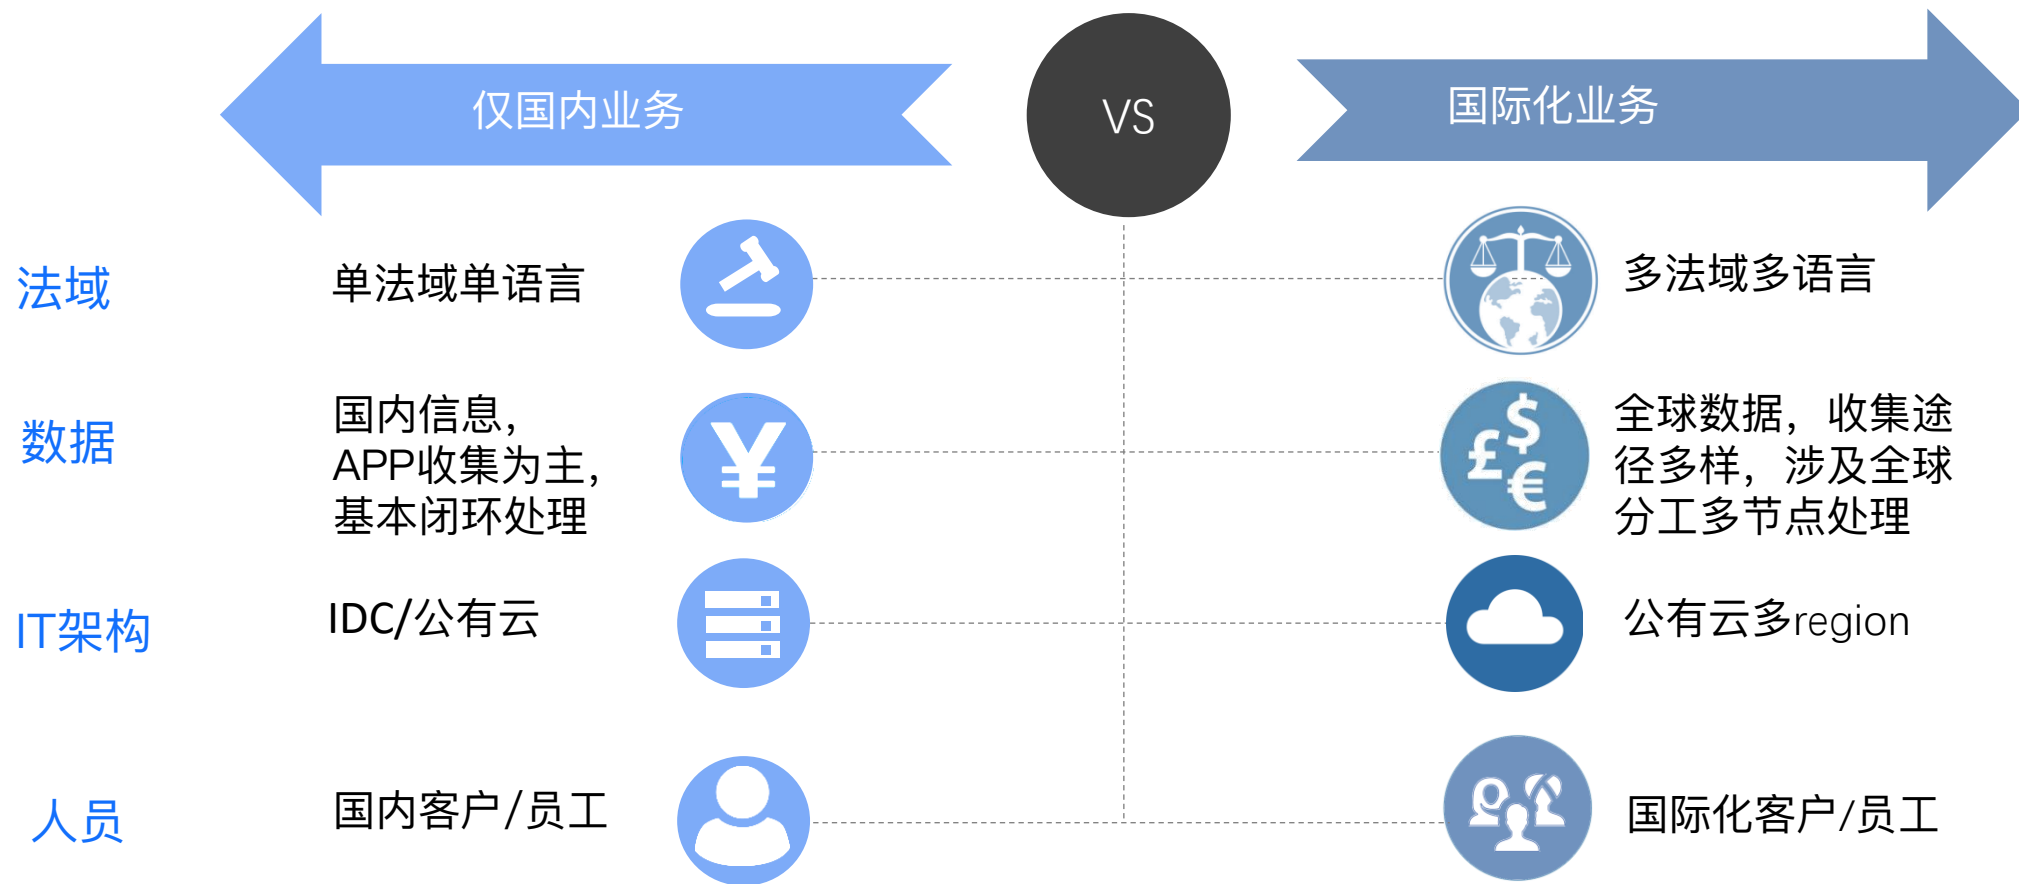 仅国内业务
VS
国际化业务
法域
单法域单语言
多法域多语言
数据
国内信息，
APP收集为主，
基本闭环处理
¥
$
£
€
全球数据，收集途
径多样，涉及全球
分工多节点处理
IT架构
IDC/公有云
公有云多region
人员
国内客户/员工
国际化客户/员工